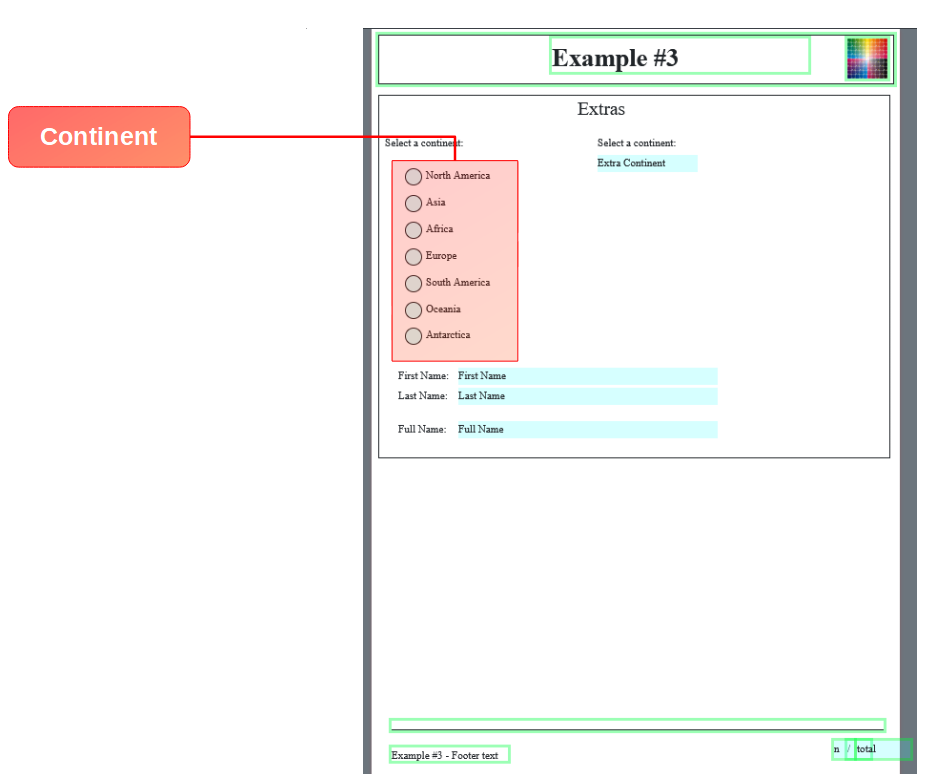 Example #3
Continent
Extras
Select a continent:
Select a continent:
Extra Continent
North America
Asia
Africa
Europe
South America
Oceania
Antarctica
First Name: First Name
Last Name: Last Name
Full Name: Full Name
Example #3 - Footer text
n / total